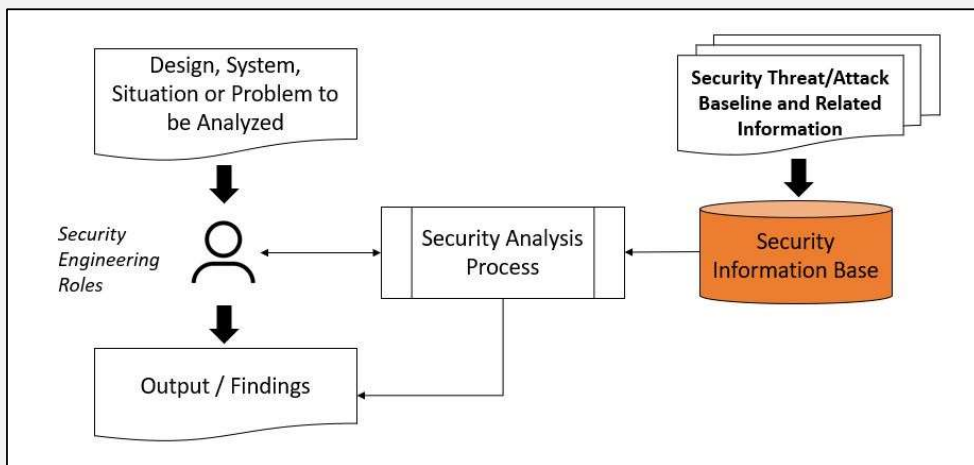 Design, System,
Situation or Problem to
be Analyzed
Security Threat/Attack
Baseline and Related
Information
Security
Engineering
Roles
Security Analysis
Process
Security
Information Base
Output / Findings